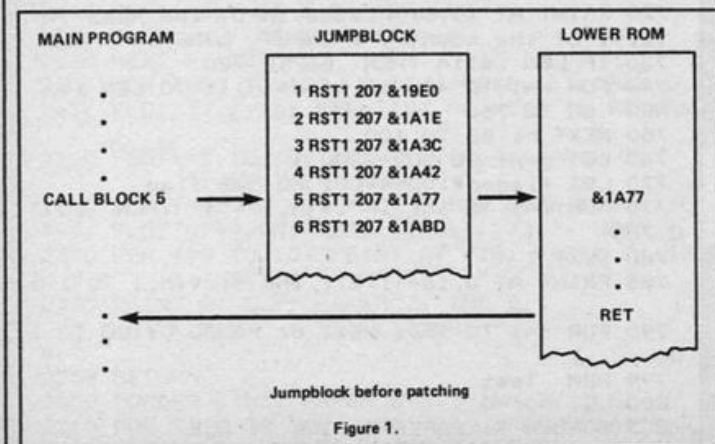 MAIN PROGRAM
JUMPBLOCK
LOWER ROM
1 RST1 207 &19E0
2 RST1 207 &1A1E
3 RST1 207 &1A3C
4 RST1 207 &1A42
CALL BLOCK 5
5 RST1 207 &1A77
&1A77
6 RST1 207 &1ABD
RET
Jumpblock before patching
Figure 1.